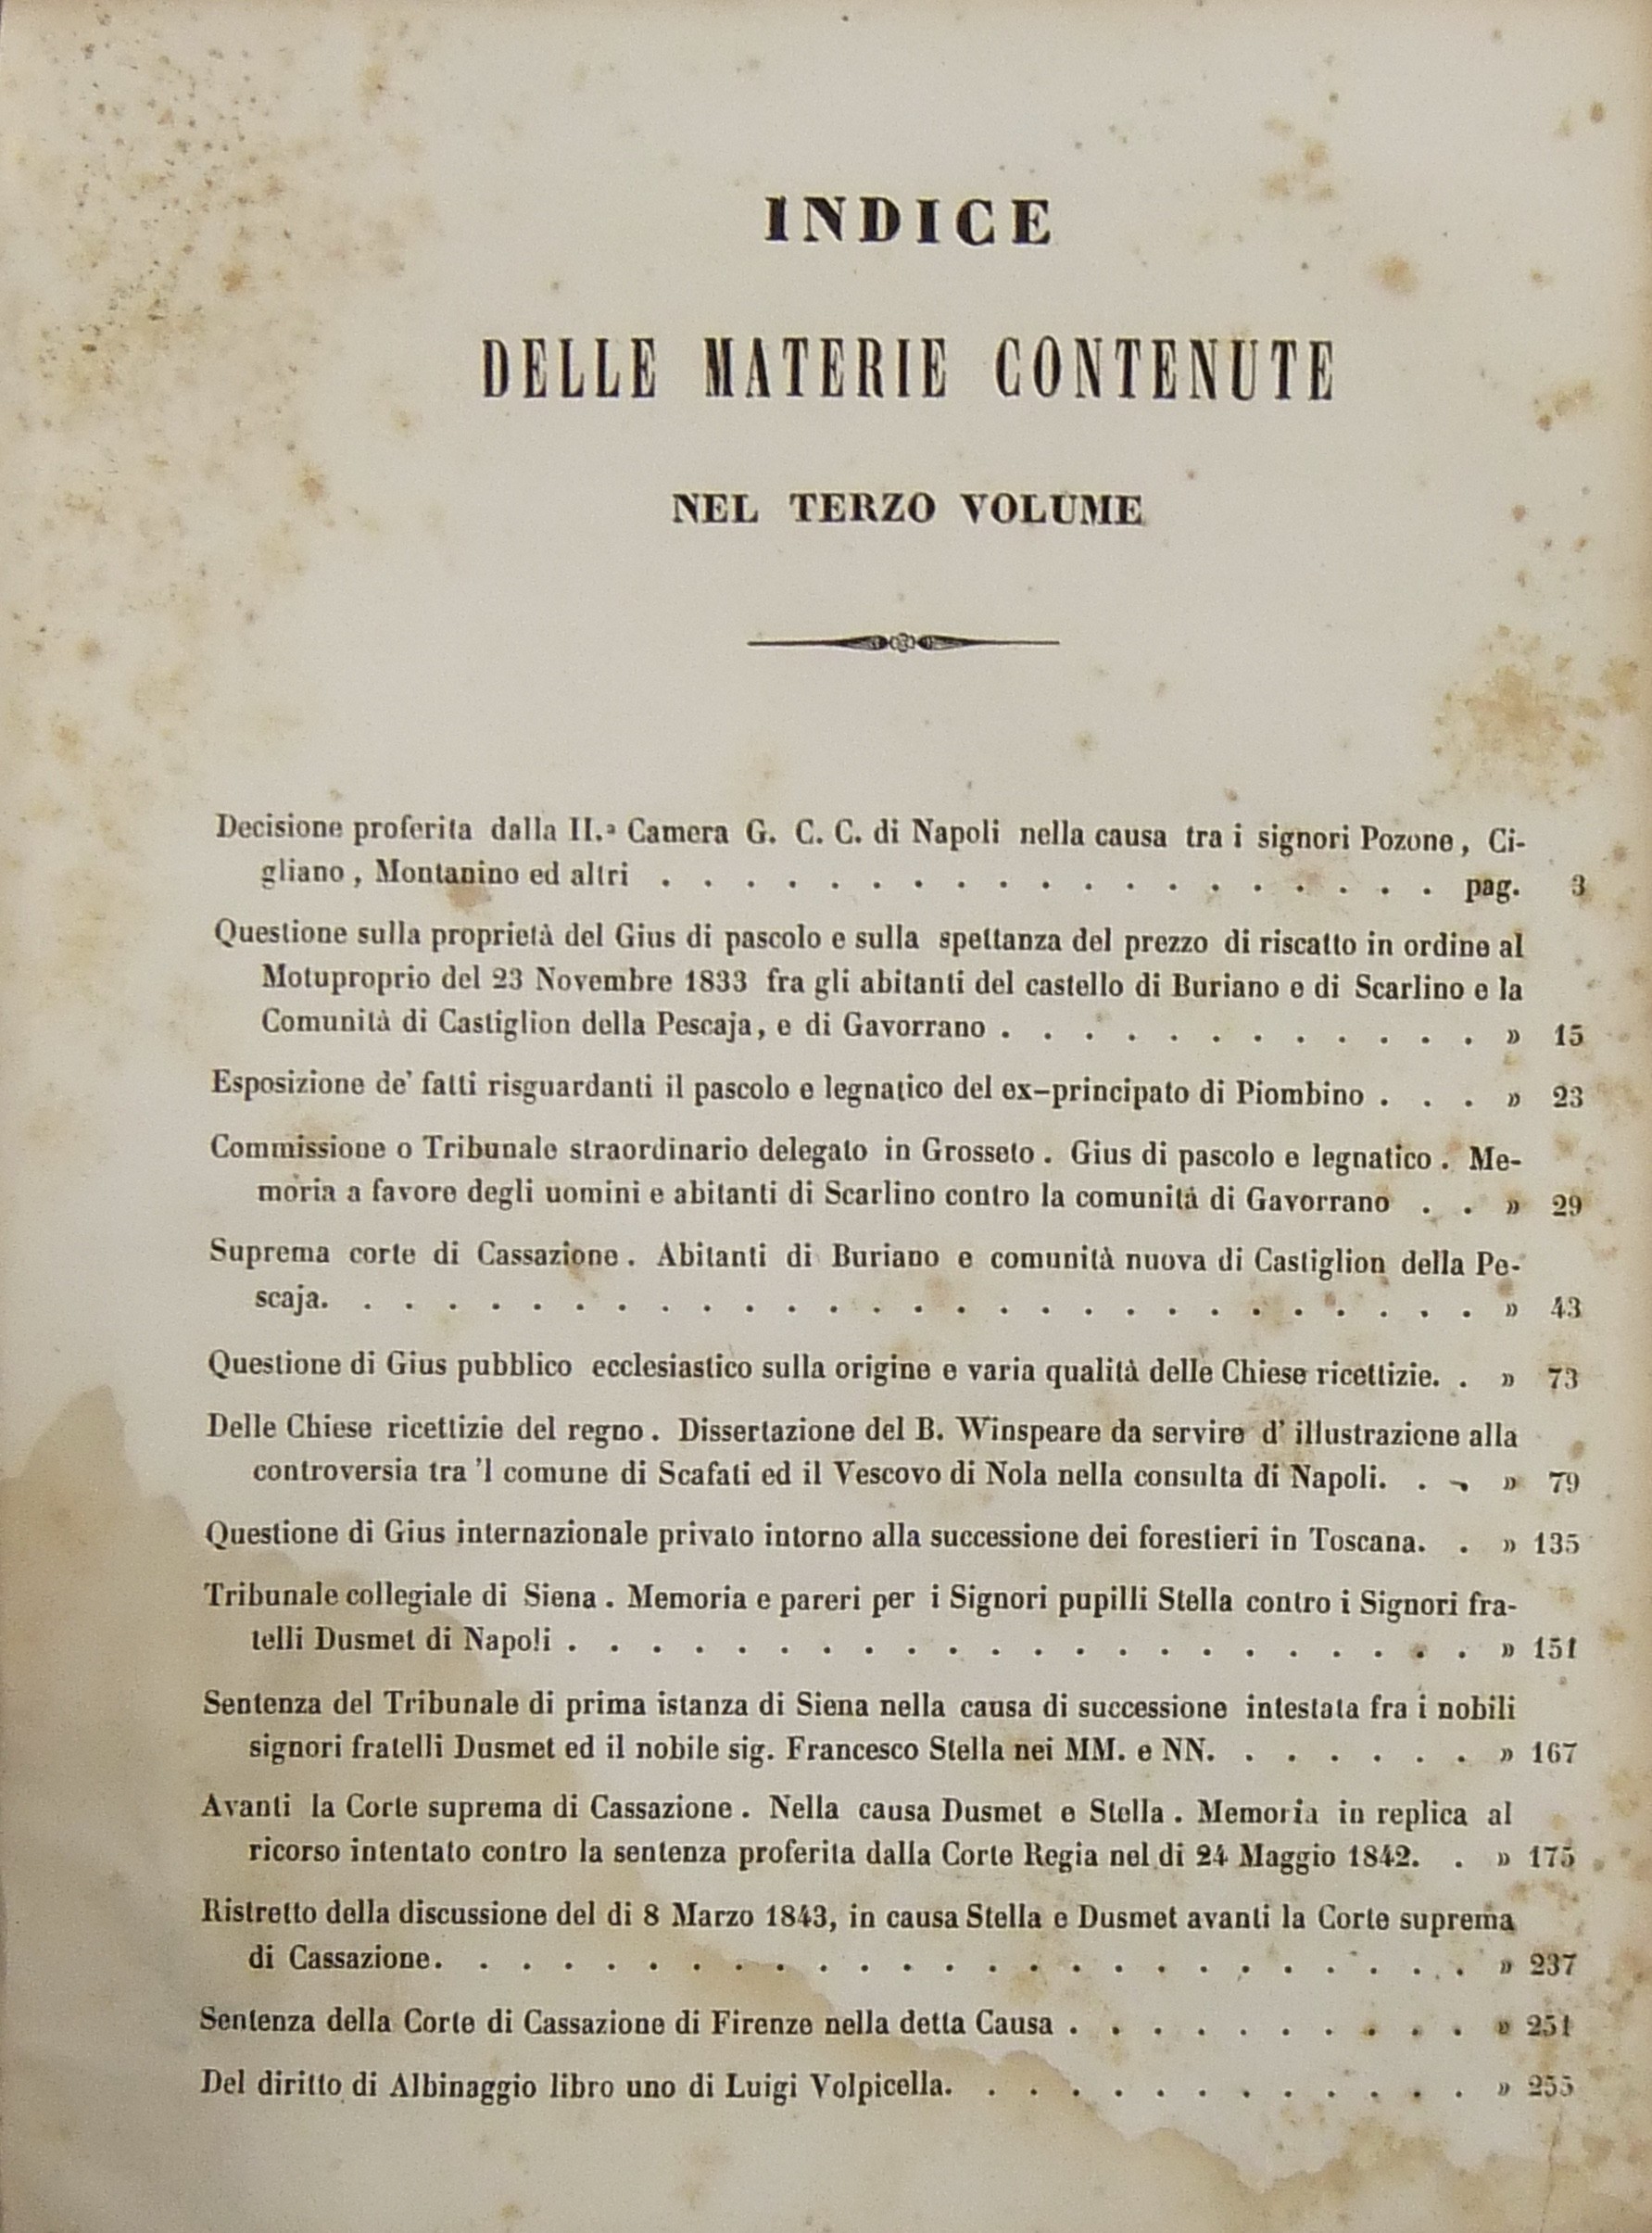 INDICE
DELLE MATERIE CONTENUTE
NEL TERZO VOLUME
Decisione proferita dalla II.ª Camera G. C. C. di Napoli nella causa tra i signori Pozone, Ci-
gliano, Montanino ed altri . . . . . . . . . . . . . . . . . . . pag. 3
Questione sulla proprietà del Gius di pascolo e sulla spettanza del prezzo di riscatto in ordine al
Motuproprio del 23 Novembre 1833 fra gli abitanti del castello di Buriano e di Scarlino e la
Comunità di Castiglion della Pescaja, e di Gavorrano . . . . . . . . . . . . » 15
Esposizione de' fatti risguardanti il pascolo e legnatico del ex-principato di Piombino . . . » 23
Commissione o Tribunale straordinario delegato in Grosseto. Gius di pascolo e legnatico. Me-
moria a favore degli uomini e abitanti di Scarlino contro la comunità di Gavorrano . . » 29
Suprema corte di Cassazione. Abitanti di Buriano e comunità nuova di Castiglion della Pe-
scaja. . . . . . . . . . . . . . . . . . . . . . . . . . . . » 43
Questione di Gius pubblico ecclesiastico sulla origine e varia qualità delle Chiese ricettizie. . » 73
Delle Chiese ricettizie del regno. Dissertazione del B. Winspeare da servire d' illustrazione alla
controversia tra 'l comune di Scafati ed il Vescovo di Nola nella consulta di Napoli. . . » 79
Questione di Gius internazionale privato intorno alla successione dei forestieri in Toscana. . » 135
Tribunale collegiale di Siena. Memoria e pareri per i Signori pupilli Stella contro i Signori fra-
telli Dusmet di Napoli . . . . . . . . . . . . . . . . . . . . . . » 151
Sentenza del Tribunale di prima istanza di Siena nella causa di successione intestata fra i nobili
signori fratelli Dusmet ed il nobile sig. Francesco Stella nei MM. e NN. . . . . . . » 167
Avanti la Corte suprema di Cassazione. Nella causa Dusmet e Stella. Memoria in replica al
ricorso intentato contro la sentenza proferita dalla Corte Regia nel di 24 Maggio 1842. . » 175
Ristretto della discussione del di 8 Marzo 1843, in causa Stella e Dusmet avanti la Corte suprema
di Cassazione. . . . . . . . . . . . . . . . . . . . . . . . . » 237
Sentenza della Corte di Cassazione di Firenze nella detta Causa . . . . . . . . . . » 251
Del diritto di Albinaggio libro uno di Luigi Volpicella. . . . . . . . . . . . . . » 255